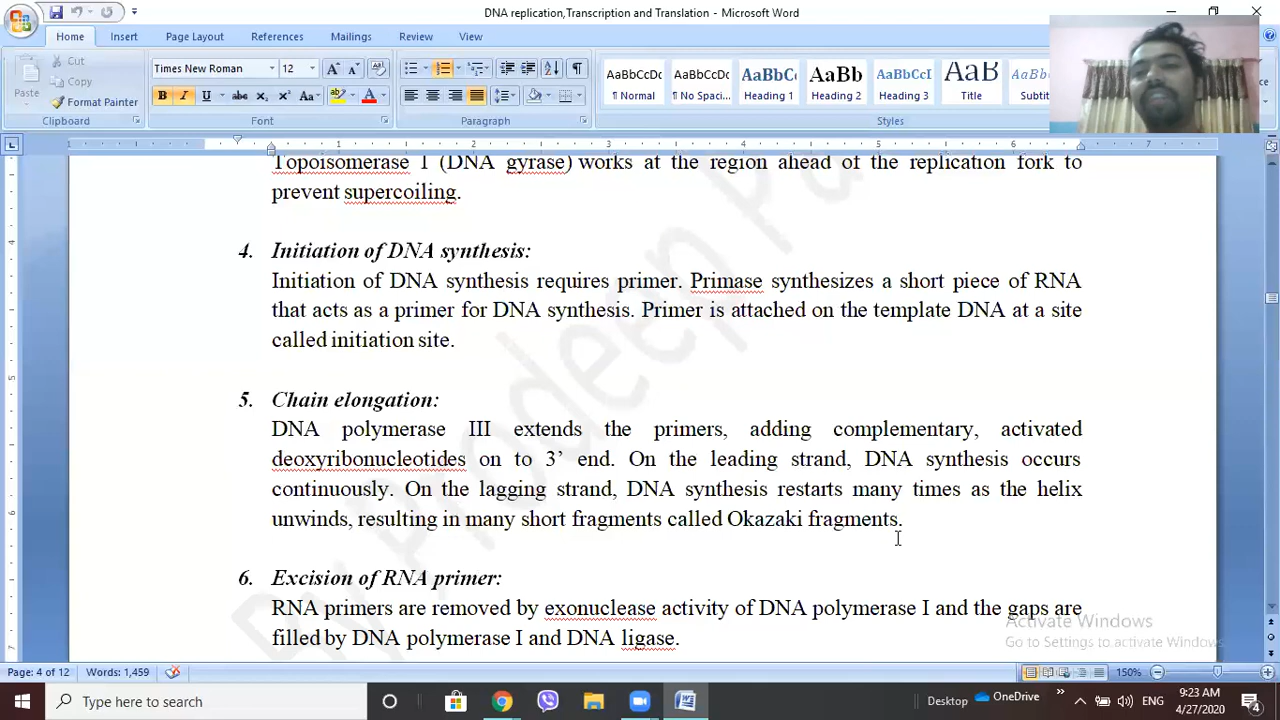 DNA replication,Transcription and Translation - Microsoft Word
Home Insert Page Layout References Mailings Review View
Cut
Copy
Format Painter
Paste
Clipboard
Times New Roman 12
Font
Paragraph
AaBbCcDc AaBbCcDc AaBbC AaBb AaBbCcI AaB AaBbCc
¶ Normal ¶ No Spaci... Heading 1 Heading 2 Heading 3 Title Subtit
Styles
Topoisomerase I (DNA gyrase) works at the region ahead of the replication fork to
prevent supercoiling.
4. Initiation of DNA synthesis:
Initiation of DNA synthesis requires primer. Primase synthesizes a short piece of RNA
that acts as a primer for DNA synthesis. Primer is attached on the template DNA at a site
called initiation site.
5. Chain elongation:
DNA polymerase III extends the primers, adding complementary, activated
deoxyribonucleotides on to 3’ end. On the leading strand, DNA synthesis occurs
continuously. On the lagging strand, DNA synthesis restarts many times as the helix
unwinds, resulting in many short fragments called Okazaki fragments.
6. Excision of RNA primer:
RNA primers are removed by exonuclease activity of DNA polymerase I and the gaps are
filled by DNA polymerase I and DNA ligase.
By Pradeep Pa
Activate Windows
Go to Settings to activate Windows
Page: 4 of 12 Words: 1,459 150%
Type here to search
Desktop OneDrive ENG
9:23 AM
4/27/2020
4